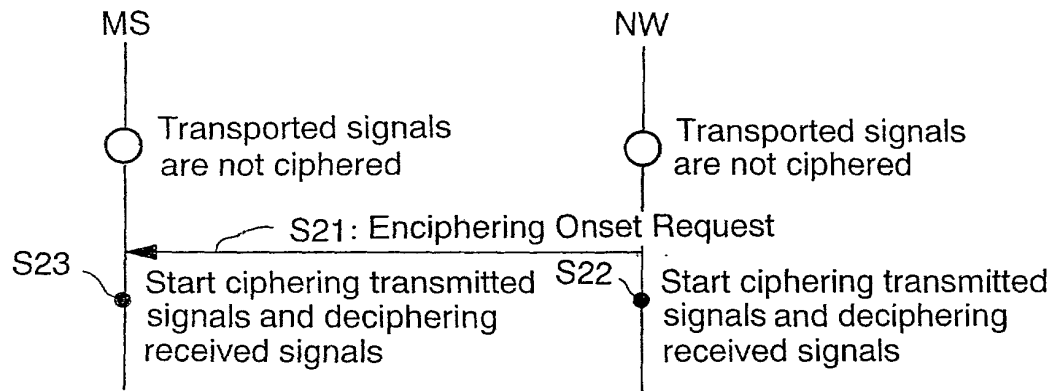 MS
NW
Transported signals
are not ciphered
Transported signals
are not ciphered
S21: Enciphering Onset Request
S23
Start ciphering transmitted
signals and deciphering
received signals
S22
Start ciphering transmitted
signals and deciphering
received signals